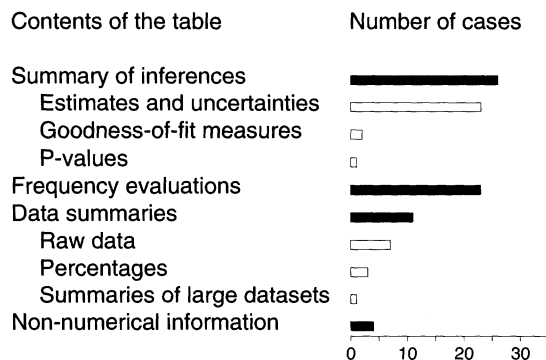 Contents of the table Number of cases
Summary of inferences
Estimates and uncertainties
Goodness-of-fit measures
P-values
Frequency evaluations
Data summaries
Raw data
Percentages
Summaries of large datasets
Non-numerical information
0 10 20 30